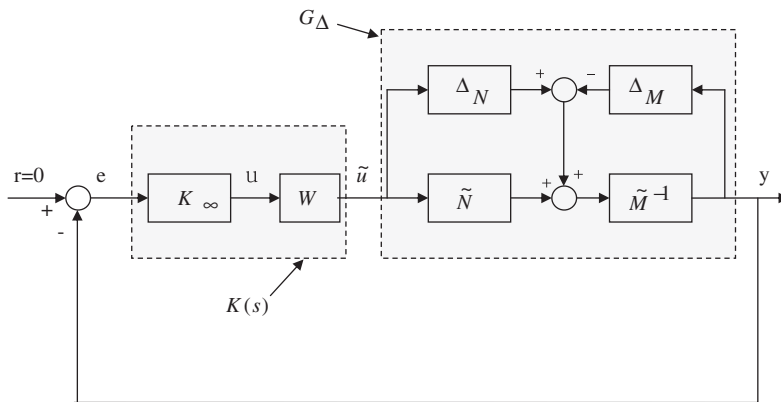 G_Δ
Δ_N
+
−
Δ_M
r=0
e
u
ũ
y
K_∞
W
+
+
Ñ
M̃⁻¹
+
-
K(s)